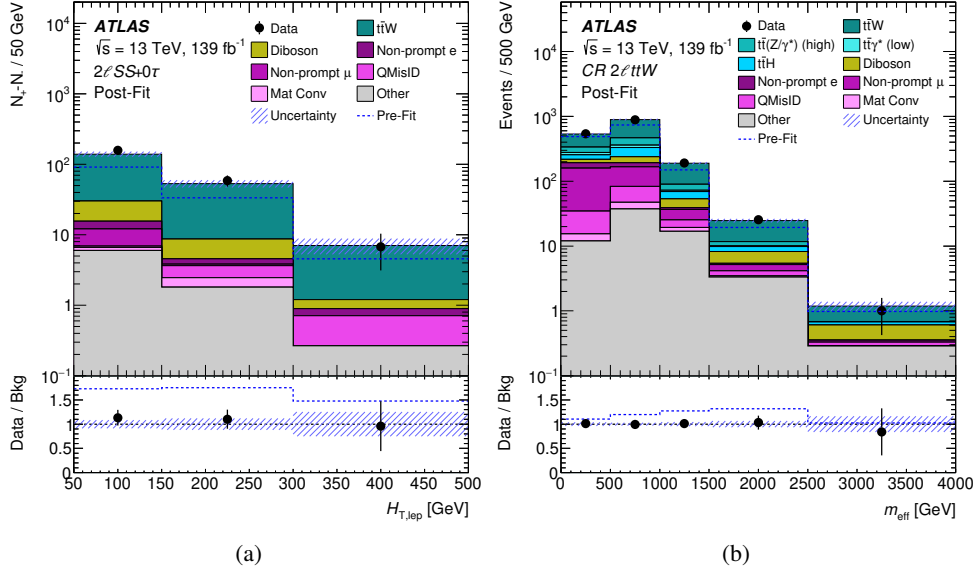 ATLAS
√s = 13 TeV, 139 fb⁻¹
2ℓSS+0τ
Post-Fit
Data
tt̄W
Diboson
Non-prompt e
Non-prompt μ
QMisID
Mat Conv
Other
Uncertainty
Pre-Fit
N₊-N₋ / 50 GeV
10⁴
10³
10²
10
1
10⁻¹
Data / Bkg
1.5
1
0.5
0
50 100 150 200 250 300 350 400 450 500
H_T,lep [GeV]
(a)
ATLAS
√s = 13 TeV, 139 fb⁻¹
CR 2ℓttW
Post-Fit
Data
tt̄W
tt̄(Z/γ*) (high)
tt̄γ* (low)
tt̄H
Diboson
Non-prompt e
Non-prompt μ
QMisID
Mat Conv
Other
Uncertainty
Pre-Fit
Events / 500 GeV
10⁵
10⁴
10³
10²
10
1
10⁻¹
Data / Bkg
1.5
1
0.5
0
0 500 1000 1500 2000 2500 3000 3500 4000
m_eff [GeV]
(b)